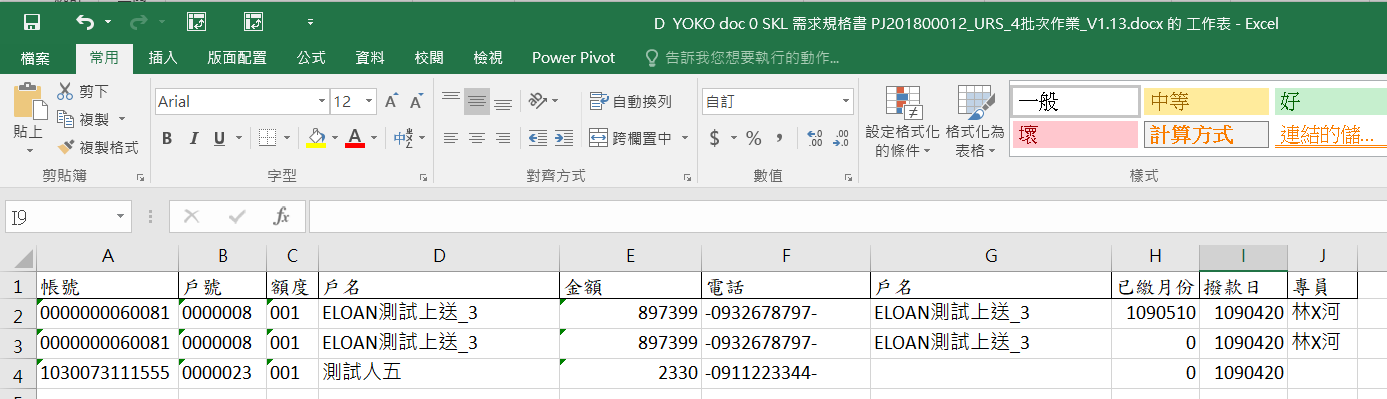 D YOKO doc 0 SKL 需求規格書 PJ201800012_URS_4批次作業_V1.13.docx 的 工作表 - Excel
檔案 常用 插入 版面配置 公式 資料 校閱 檢視 Power Pivot 告訴我您想要執行的動作...
剪下
複製
複製格式
貼上
剪貼簿
Arial 12
B I U
字型
自動換列
跨欄置中
對齊方式
自訂
$ % ,
數值
設定格式化的條件
格式化為表格
一般 中等 好
壞 計算方式 連結的儲...
樣式
I9 fx
A B C D E F G H I J
1 帳號 戶號 額度 戶名 金額 電話 戶名 已繳月份 撥款日 專員
2 0000000060081 0000008 001 ELOAN測試上送_3 897399 -0932678797- ELOAN測試上送_3 1090510 1090420 林X河
3 0000000060081 0000008 001 ELOAN測試上送_3 897399 -0932678797- ELOAN測試上送_3 0 1090420 林X河
4 1030073111555 0000023 001 測試人五 2330 -0911223344- 0 1090420